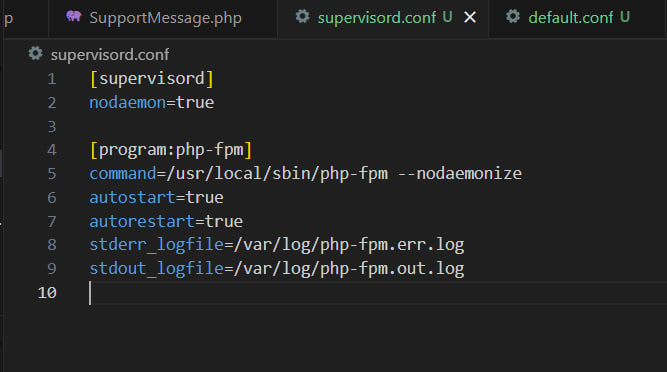 p
SupportMessage.php
supervisord.conf U
default.conf U
supervisord.conf
1 [supervisord]
2 nodaemon=true
3
4 [program:php-fpm]
5 command=/usr/local/sbin/php-fpm --nodaemonize
6 autostart=true
7 autorestart=true
8 stderr_logfile=/var/log/php-fpm.err.log
9 stdout_logfile=/var/log/php-fpm.out.log
10